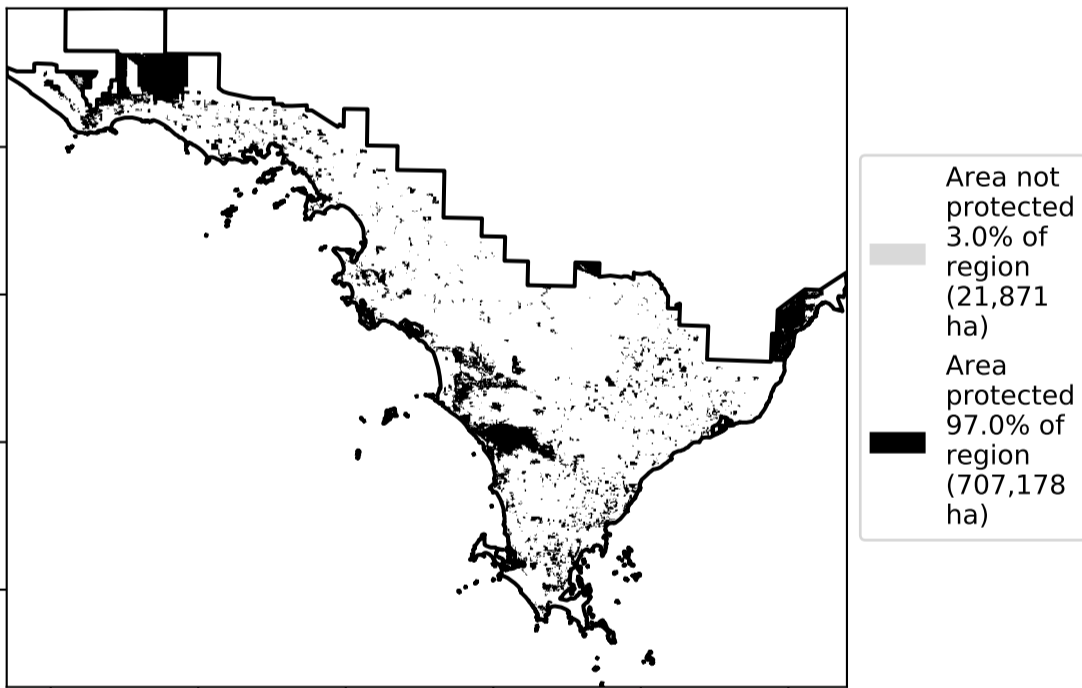 Area not
protected
3.0% of
region
(21,871
ha)
Area
protected
97.0% of
region
(707,178
ha)